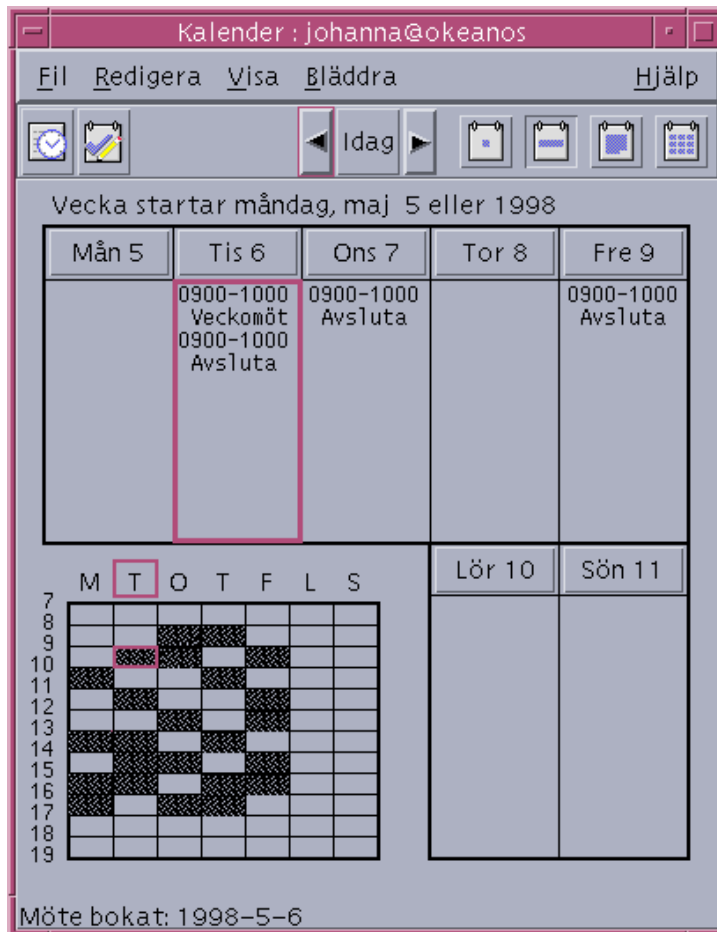 Kalender : johanna@okeanos
Fil Redigera Visa Bläddra Hjälp
Idag
Vecka startar måndag, maj 5 eller 1998
Mån 5 Tis 6 Ons 7 Tor 8 Fre 9
0900-1000 0900-1000 0900-1000
Veckomöt Avsluta Avsluta
0900-1000
Avsluta
Lör 10 Sön 11
M T O T F L S
7
8
9
10
11
12
13
14
15
16
17
18
19
Möte bokat: 1998-5-6